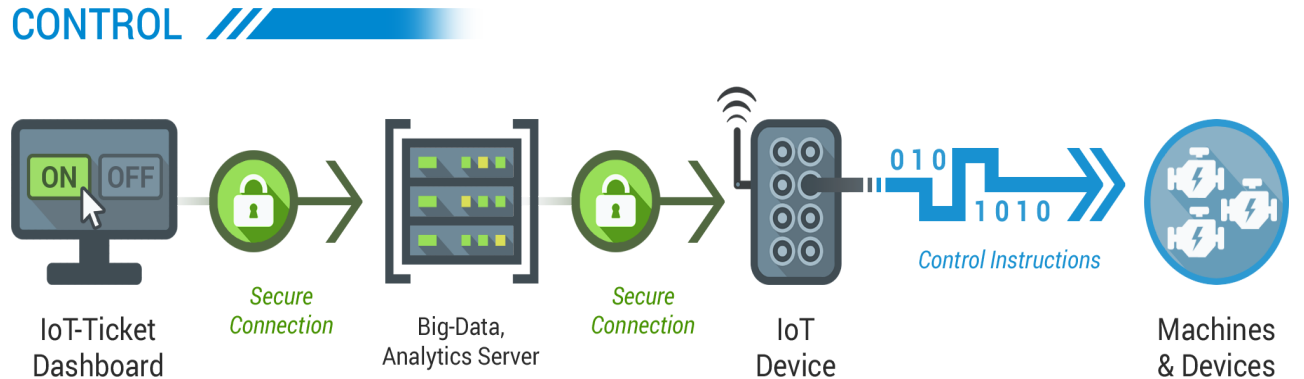 CONTROL
ON OFF
010
1010
Control Instructions
Secure
Connection
Secure
Connection
IoT-Ticket
Dashboard
Big-Data,
Analytics Server
IoT
Device
Machines
& Devices